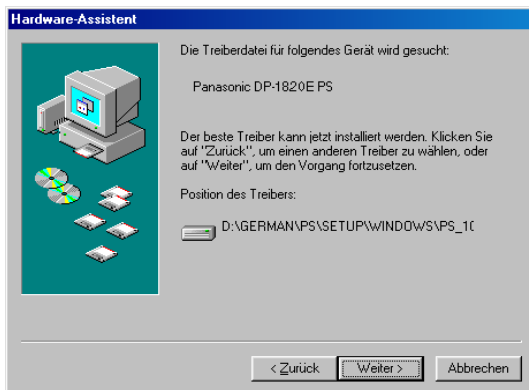 Hardware-Assistent
Die Treiberdatei für folgendes Gerät wird gesucht:
Panasonic DP-1820E PS
Der beste Treiber kann jetzt installiert werden. Klicken Sie
auf "Zurück", um einen anderen Treiber zu wählen, oder
auf "Weiter", um den Vorgang fortzusetzen.
Position des Treibers:
D:\GERMAN\PS\SETUP\WINDOWS\PS_1(
< Zurück
Weiter >
Abbrechen